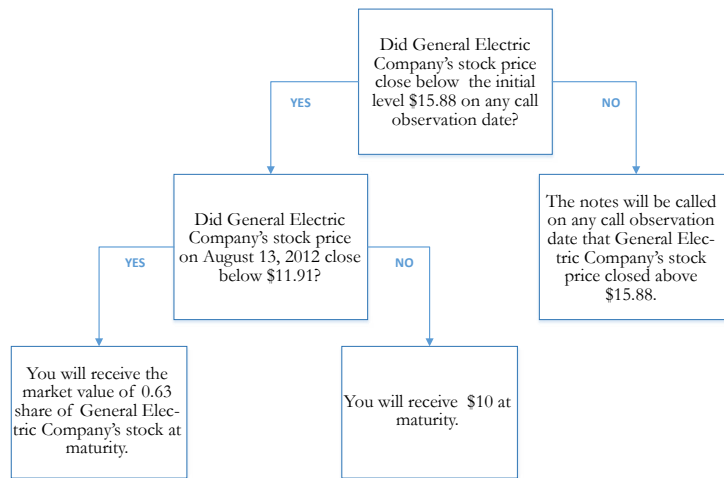 Did General Electric
Company's stock price
close below the initial
level $15.88 on any call
observation date?
YES
NO
Did General Electric
Company's stock price
on August 13, 2012 close
below $11.91?
The notes will be called
on any call observation
date that General Elec-
tric Company's stock
price closed above
$15.88.
YES
NO
You will receive the
market value of 0.63
share of General Elec-
tric Company's stock at
maturity.
You will receive $10 at
maturity.